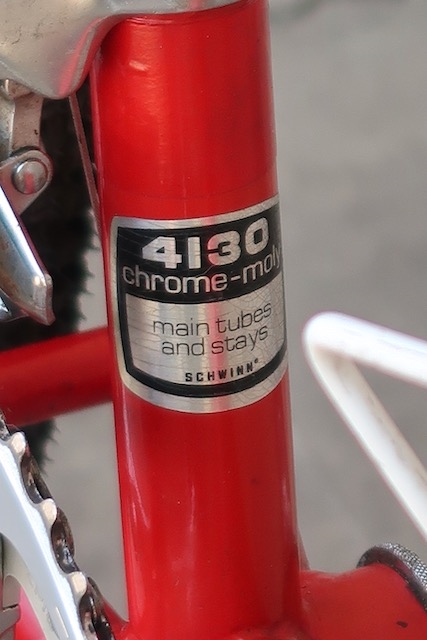 4130
chrome-moly
main tubes
and stays
SCHWINN®